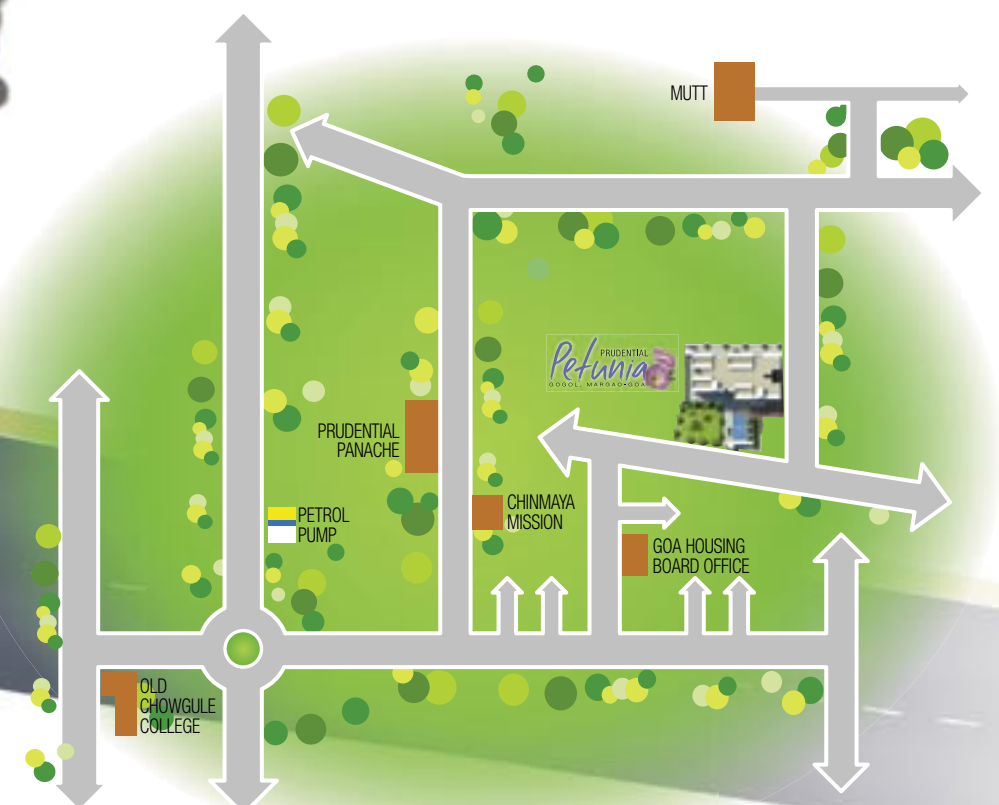 MUTT
PRUDENTIAL
Petunia
GOGOL, MARGAO•GOA
PRUDENTIAL
PANACHE
CHINMAYA
MISSION
PETROL
PUMP
GOA HOUSING
BOARD OFFICE
OLD
CHOWGULE
COLLEGE